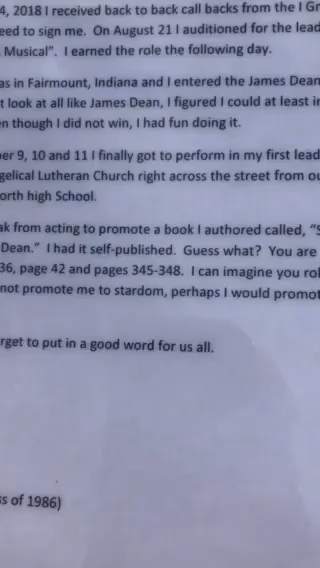 4, 2018 I received back to back call backs from the I Gr
eed to sign me.  On August 21 I auditioned for the lead
Musical”.  I earned the role the following day.
as in Fairmount, Indiana and I entered the James Dean
t look at all like James Dean, I figured I could at least i
n though I did not win, I had fun doing it.
er 9, 10 and 11 I finally got to perform in my first lead
gelical Lutheran Church right across the street from ou
orth high School.
ak from acting to promote a book I authored called, “S
Dean.”  I had it self-published.  Guess what?  You are
36, page 42 and pages 345-348.  I can imagine you rol
not promote me to stardom, perhaps I would promot
rget to put in a good word for us all.
ss of 1986)